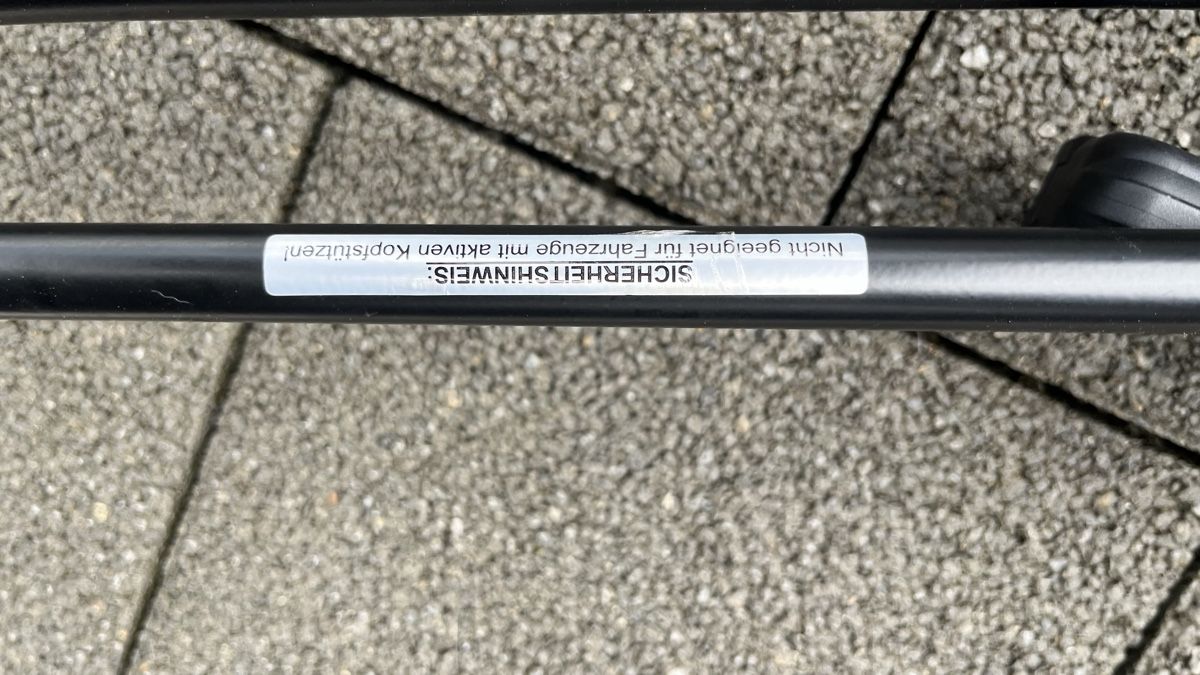 SICHERHEITSHINWEIS:
Nicht geeignet für Fahrzeuge mit aktiven Kopfstützen!